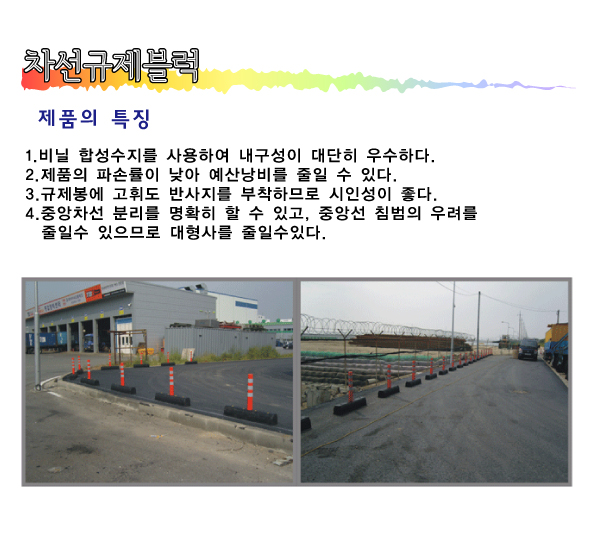 차선규제블럭
제품의 특징
1.비닐 합성수지를 사용하여 내구성이 대단히 우수하다.
2.제품의 파손률이 낮아 예산낭비를 줄일 수 있다.
3.규제봉에 고휘도 반사지를 부착하므로 시인성이 좋다.
4.중앙차선 분리를 명확히 할 수 있고, 중앙선 침범의 우려를
줄일수 있으므로 대형사를 줄일수있다.